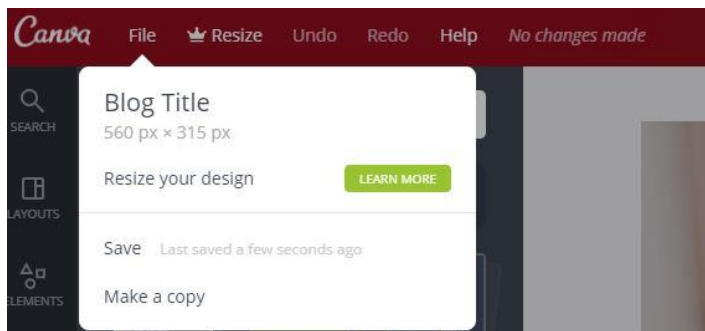 Canva File Resize Undo Redo Help No changes made
SEARCH
LAYOUTS
ELEMENTS
Blog Title
560 px × 315 px
Resize your design LEARN MORE
Save Last saved a few seconds ago
Make a copy